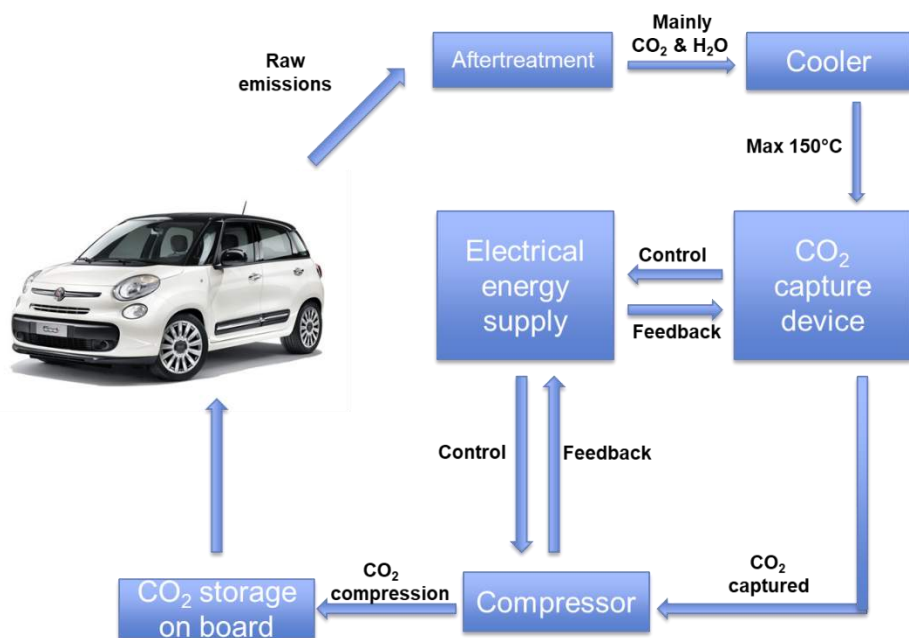 Mainly
CO₂ & H₂O
Raw
emissions
Aftertreatment
Cooler
Max 150°C
Electrical
energy
supply
Control
Feedback
CO₂
capture
device
Control
Feedback
CO₂
captured
CO₂
compression
Compressor
CO₂ storage
on board